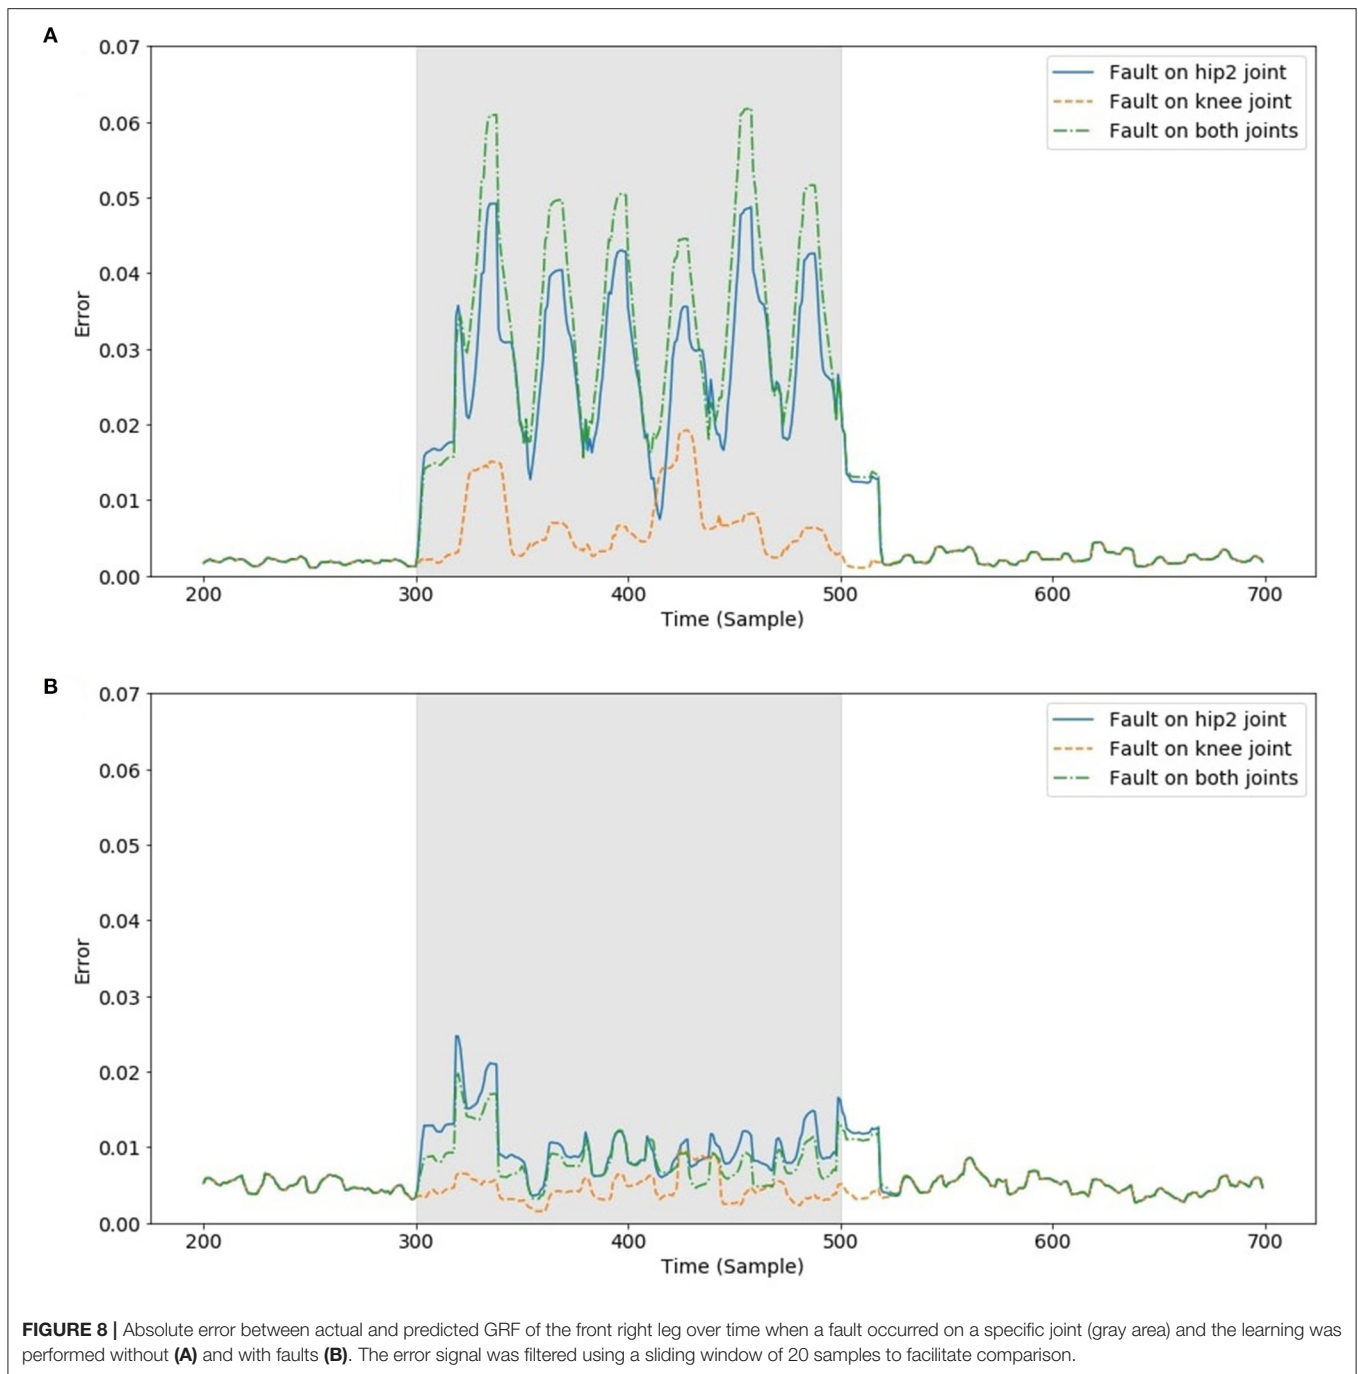 A
0.07
0.06
0.05
0.04
0.03
0.02
0.01
0.00
Error
Fault on hip2 joint
Fault on knee joint
Fault on both joints
200 300 400 500 600 700
Time (Sample)
B
0.07
0.06
0.05
0.04
0.03
0.02
0.01
0.00
Error
Fault on hip2 joint
Fault on knee joint
Fault on both joints
200 300 400 500 600 700
Time (Sample)
FIGURE 8 | Absolute error between actual and predicted GRF of the front right leg over time when a fault occurred on a specific joint (gray area) and the learning was
performed without (A) and with faults (B). The error signal was filtered using a sliding window of 20 samples to facilitate comparison.